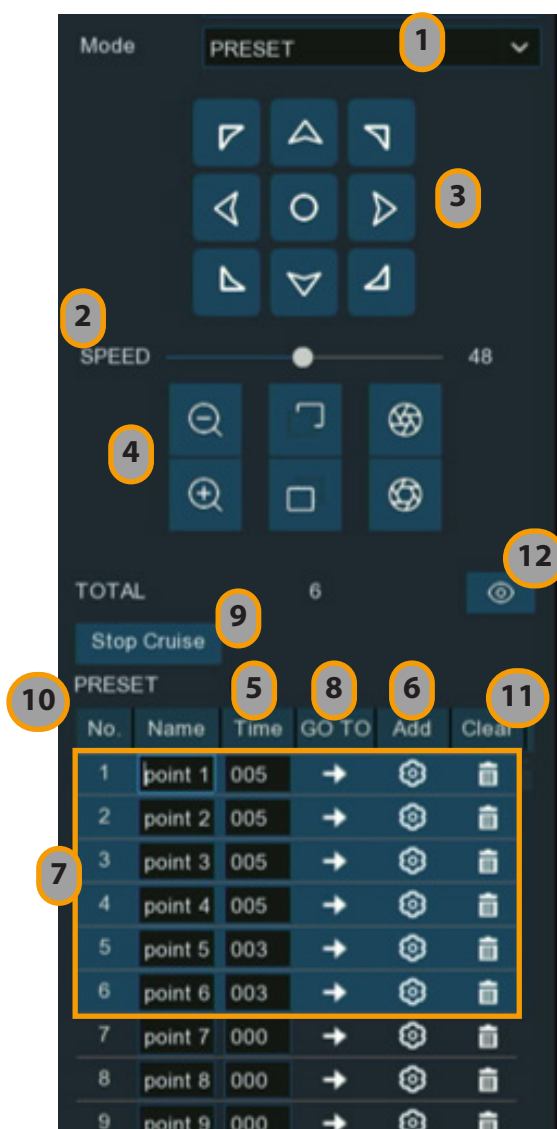 Mode PRESET 1
3
2
SPEED 48
4
12
TOTAL 6
9
Stop Cruise
PRESET
10 5 8 6 11
No. Name Time GO TO Add Clear
1 point 1 005
2 point 2 005
3 point 3 005
7
4 point 4 005
5 point 5 003
6 point 6 003
7 point 7 000
8 point 8 000
9 point 9 000